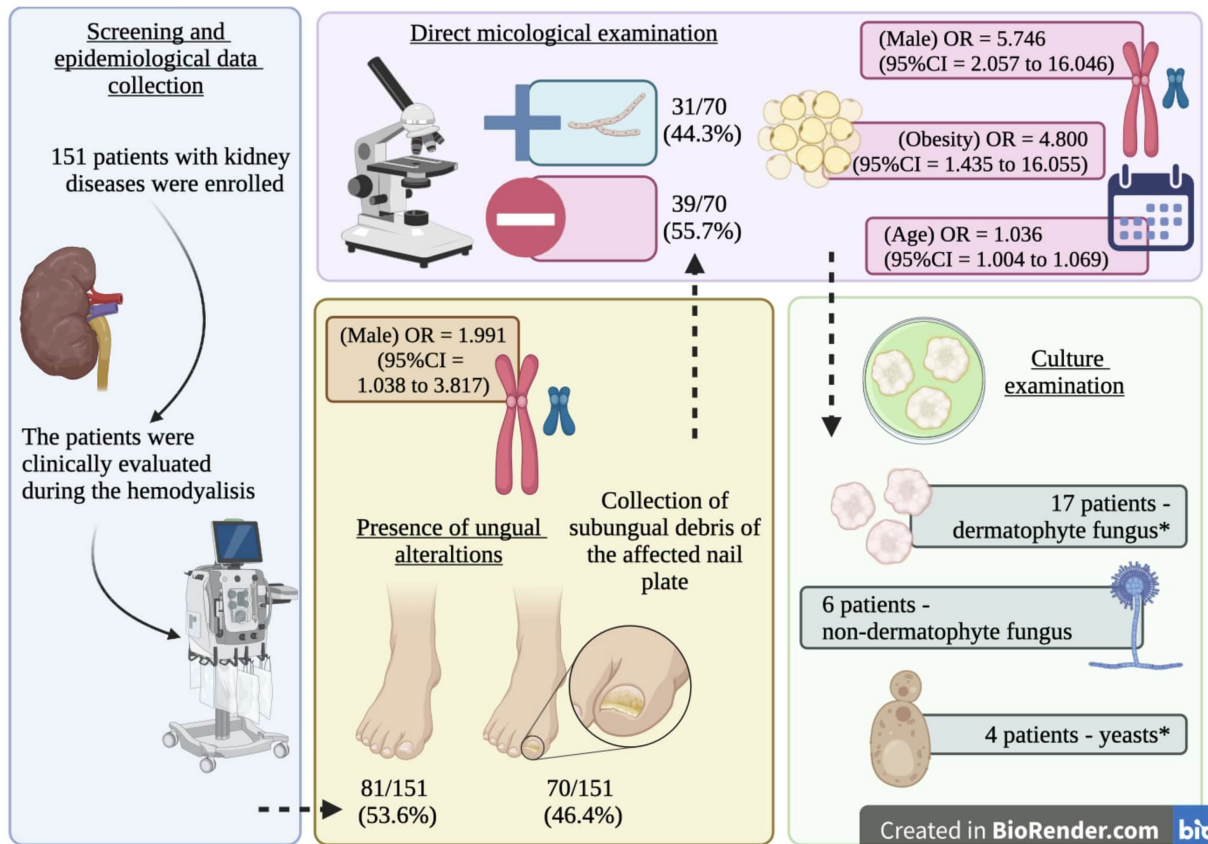 Screening and
epidemiological data
collection
151 patients with kidney
diseases were enrolled
The patients were
clinically evaluated
during the hemodyalisis
Direct micological examination
31/70
(44.3%)
39/70
(55.7%)
(Male) OR = 5.746
(95%CI = 2.057 to 16.046)
(Obesity) OR = 4.800
(95%CI = 1.435 to 16.055)
(Age) OR = 1.036
(95%CI = 1.004 to 1.069)
(Male) OR = 1.991
(95%CI =
1.038 to 3.817)
Presence of ungual
alteraltions
Collection of
subungual debris of
the affected nail
plate
81/151
(53.6%)
70/151
(46.4%)
Culture
examination
17 patients -
dermatophyte fungus*
6 patients -
non-dermatophyte fungus
4 patients - yeasts*
Created in BioRender.com bio